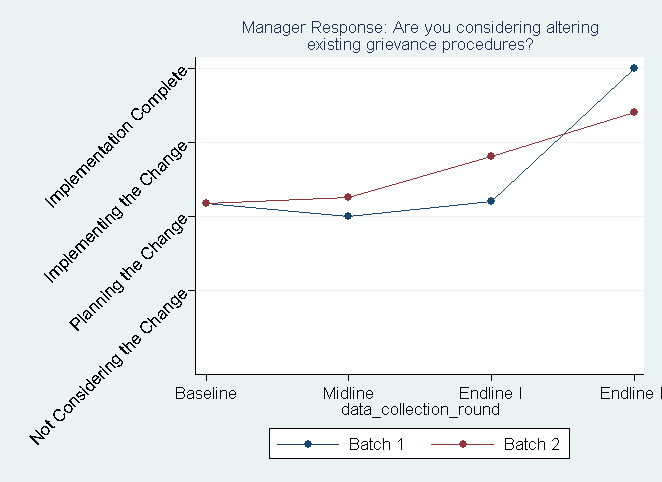 Manager Response: Are you considering altering
existing grievance procedures?
Implementation Complete
Implementing the Change
Planning the Change
Not Considering the Change
Baseline Midline Endline I Endline I
data_collection_round
Batch 1 Batch 2